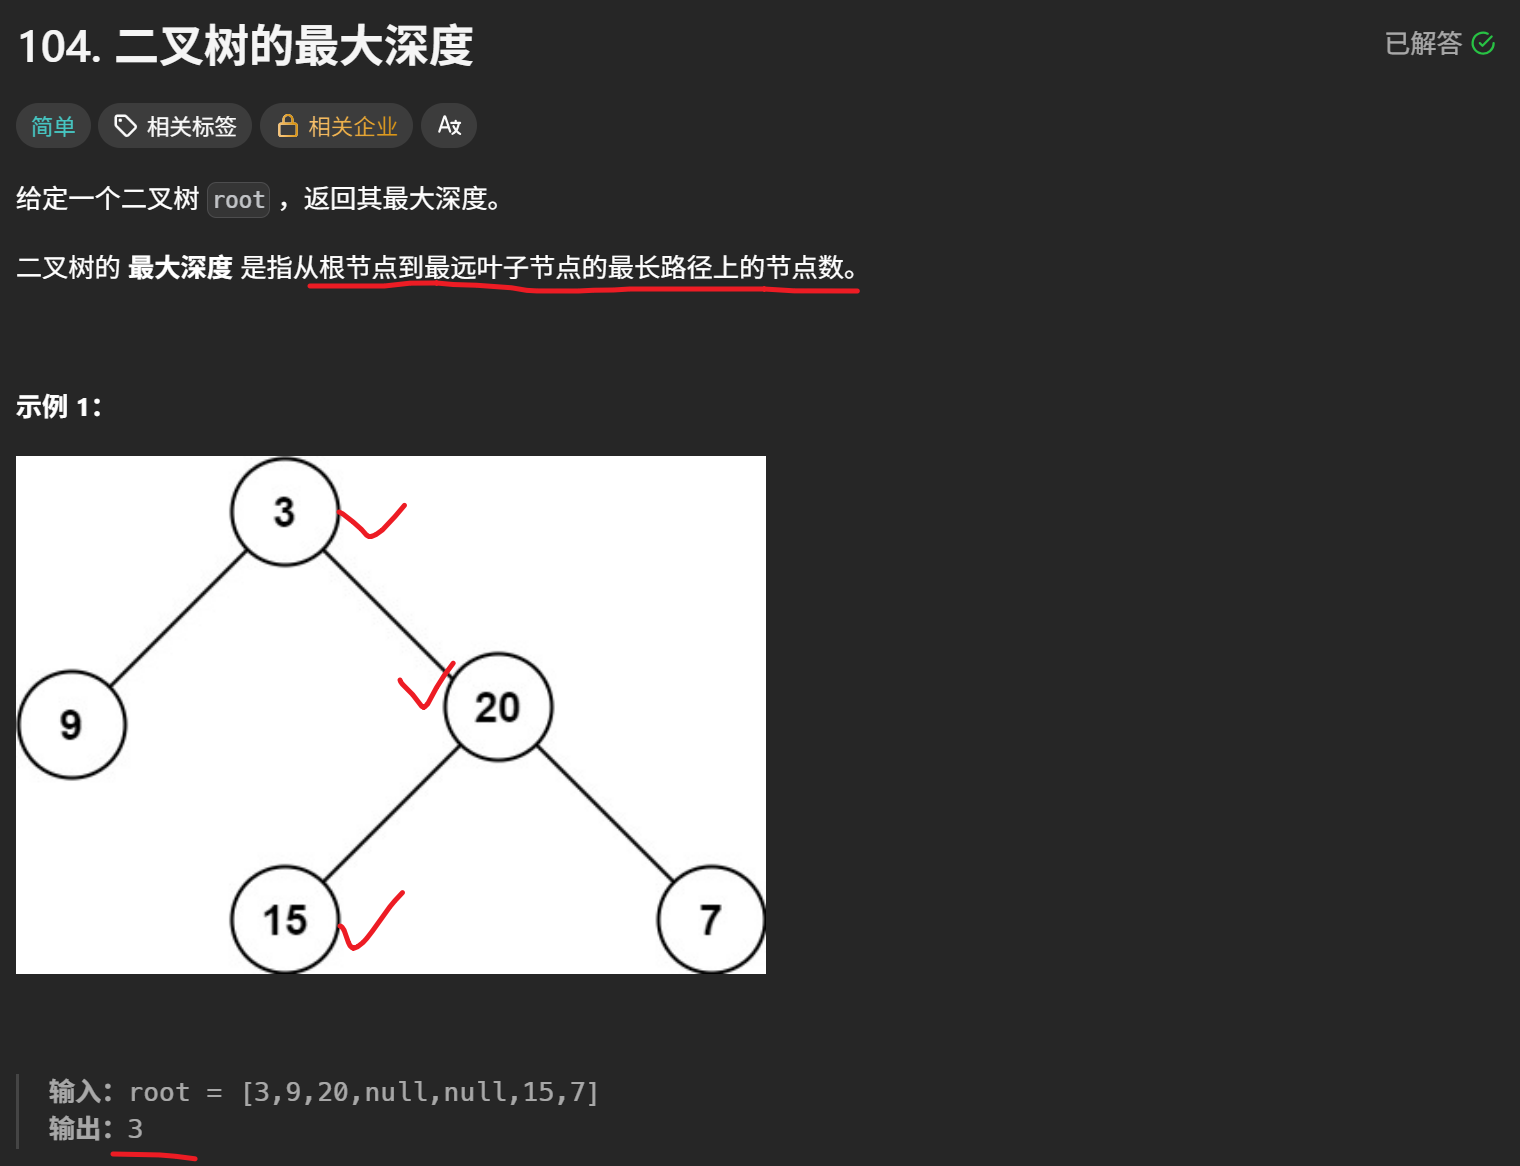 104. 二叉树的最大深度
已解答
简单 相关标签 相关企业
给定一个二叉树 root ，返回其最大深度。
二叉树的 最大深度 是指从根节点到最远叶子节点的最长路径上的节点数。
示例 1：
3
9
20
15
7
输入：root = [3,9,20,null,null,15,7]
输出：3